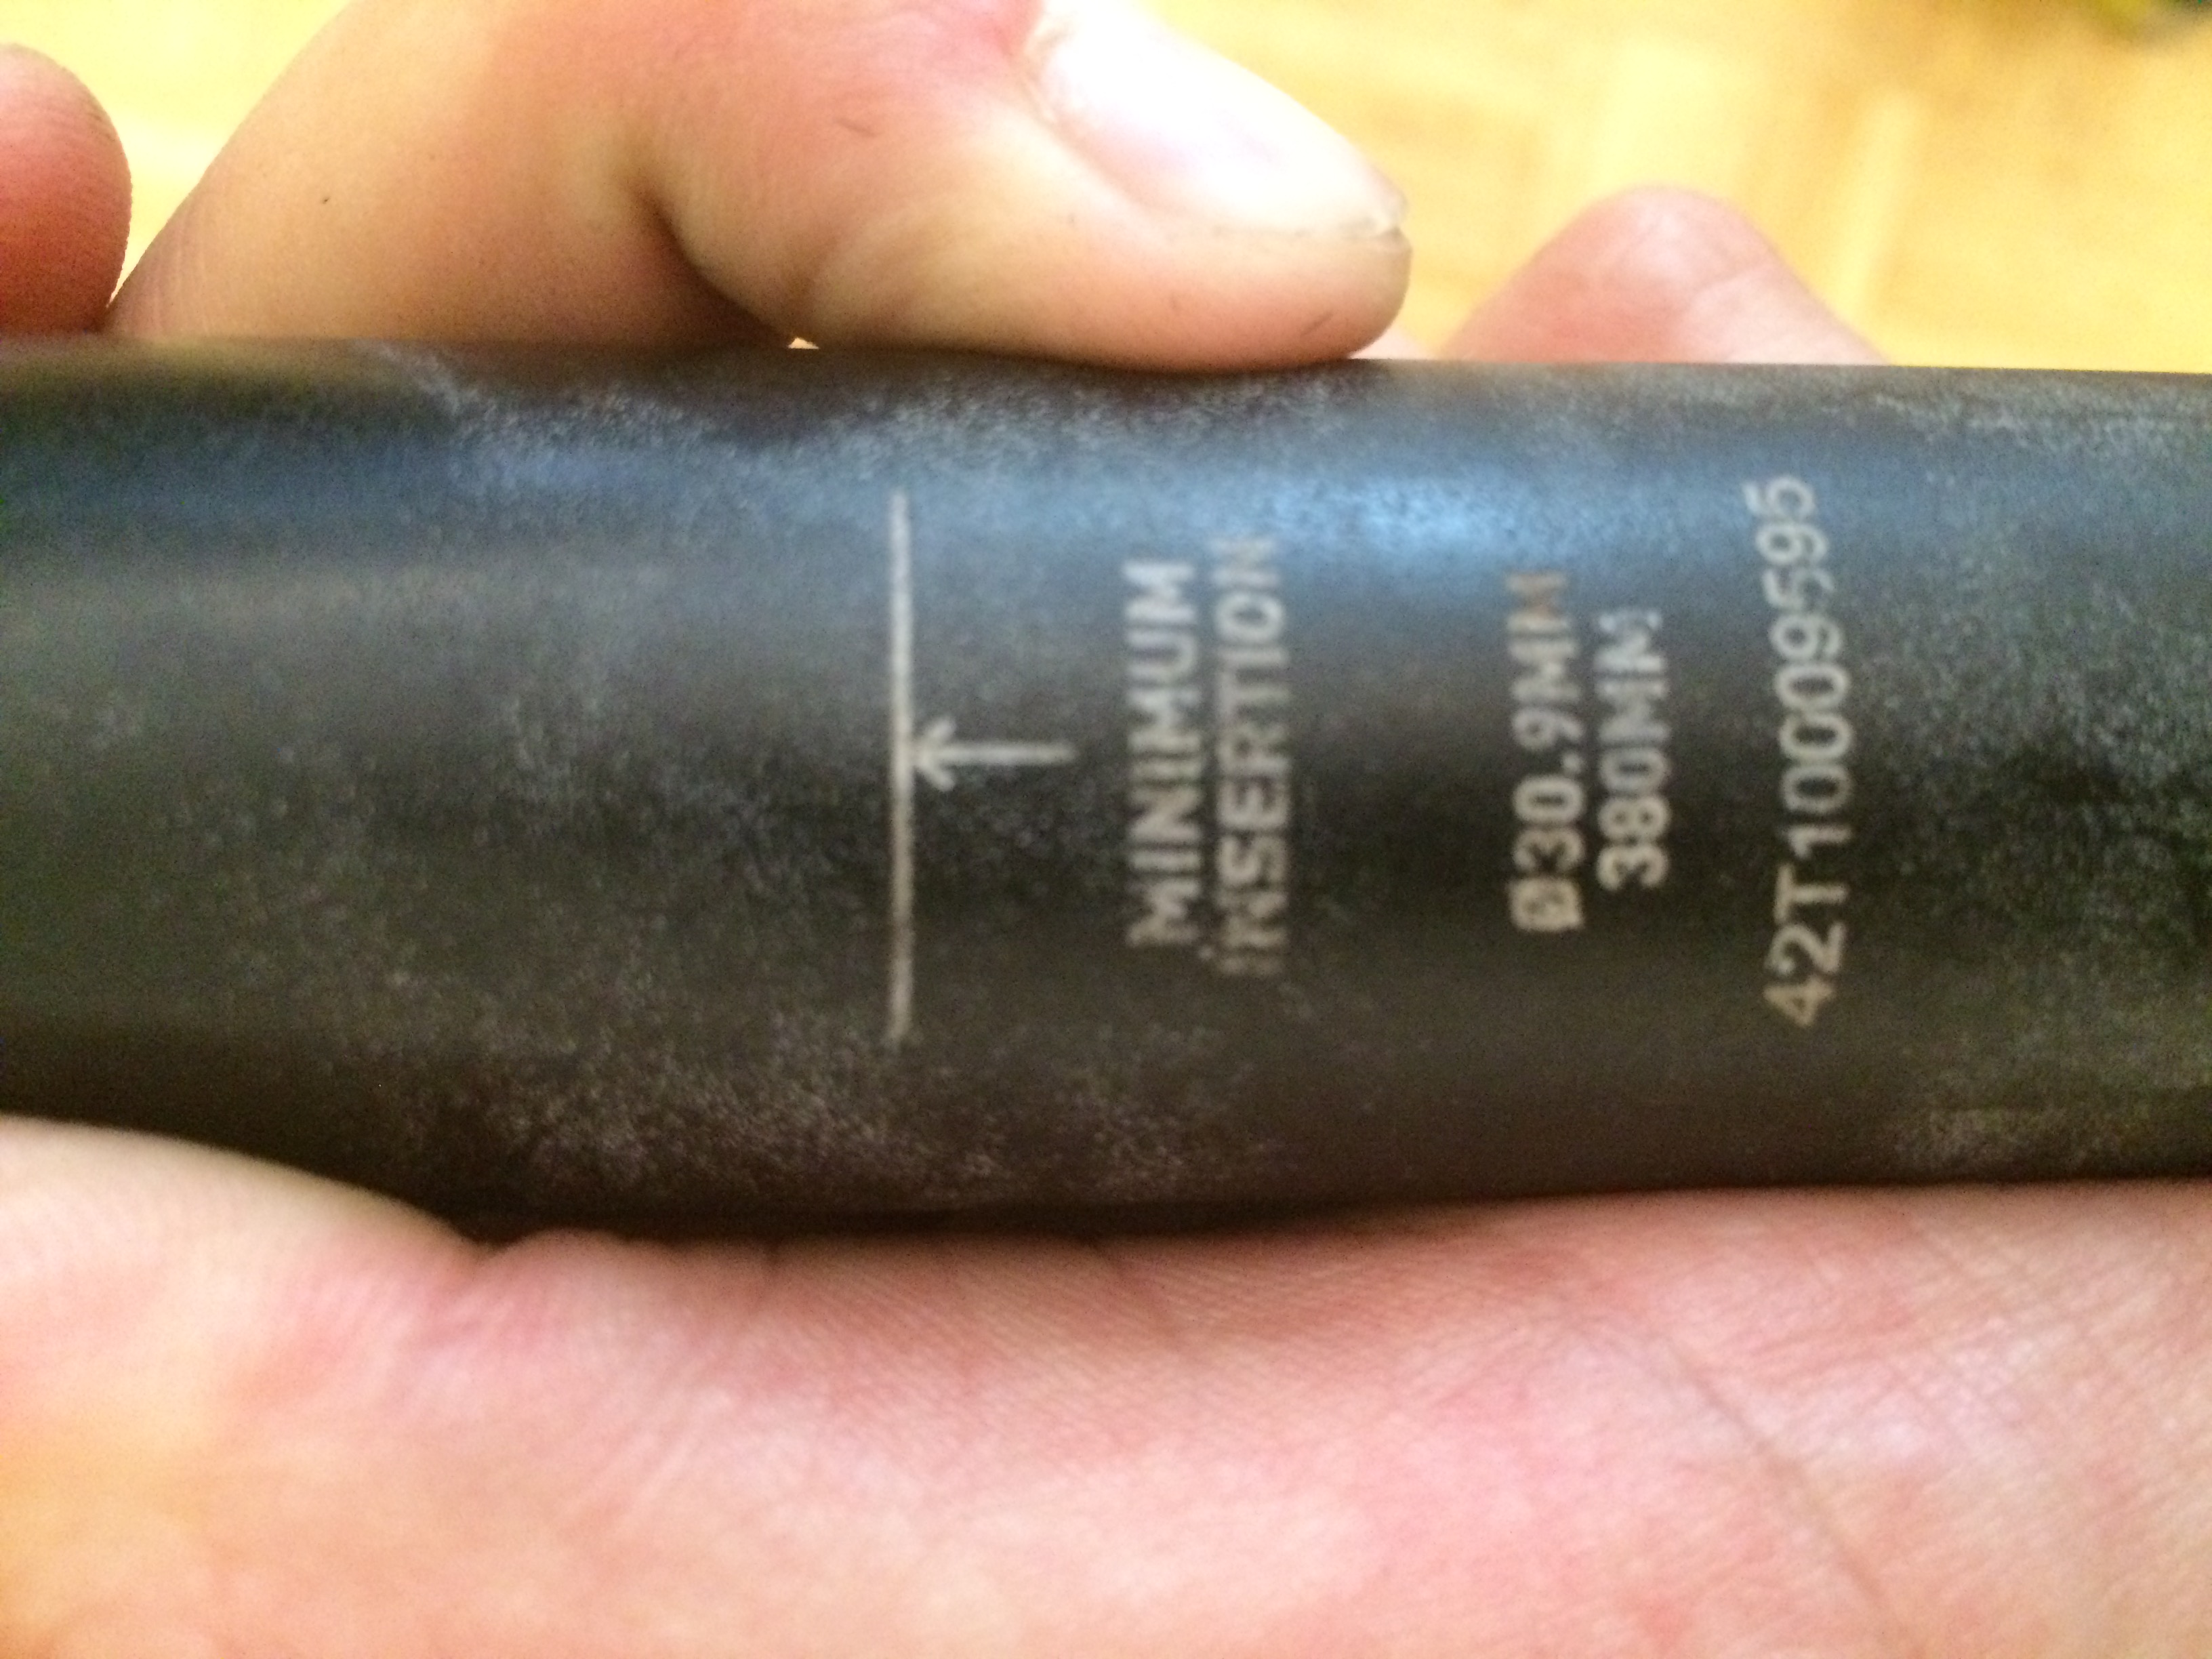 MINIMUM
INSERTION
Ø30.9MM
380MM
42T10009595